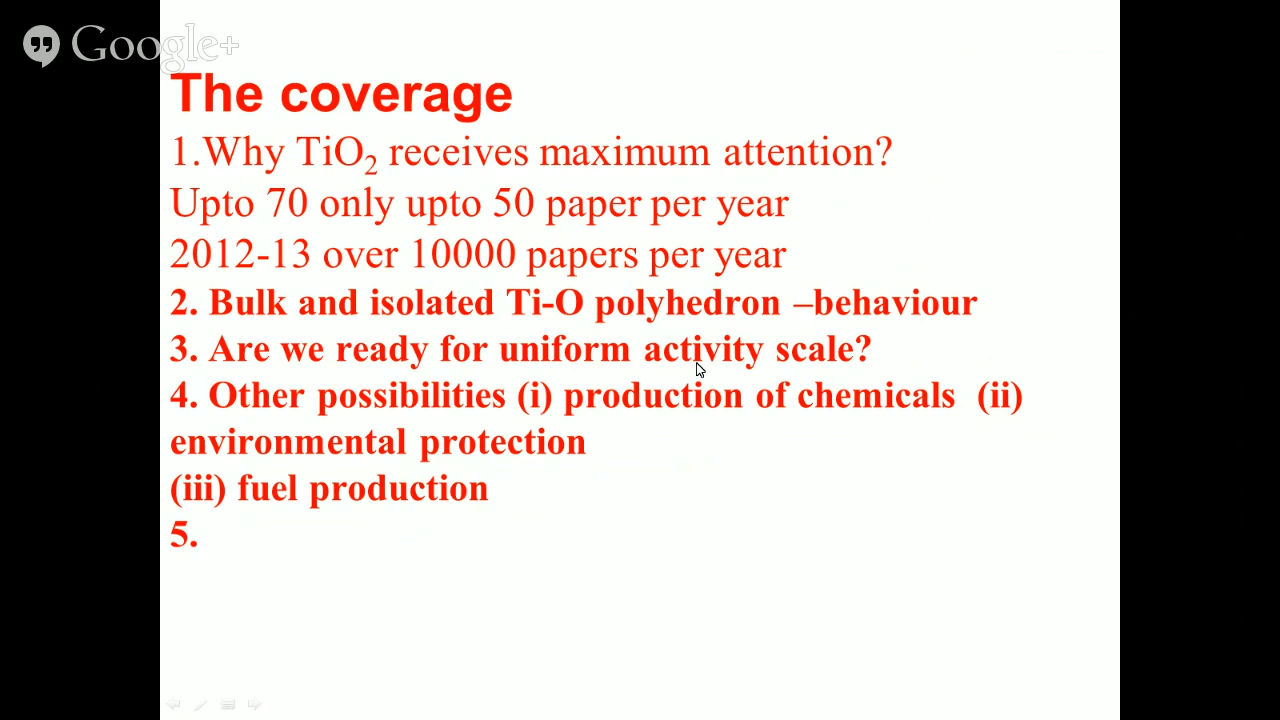 Google+
The coverage
1.Why TiO₂ receives maximum attention?
Upto 70 only upto 50 paper per year
2012-13 over 10000 papers per year
2. Bulk and isolated Ti-O polyhedron –behaviour
3. Are we ready for uniform activity scale?
4. Other possibilities (i) production of chemicals  (ii)
environmental protection
(iii) fuel production
5.